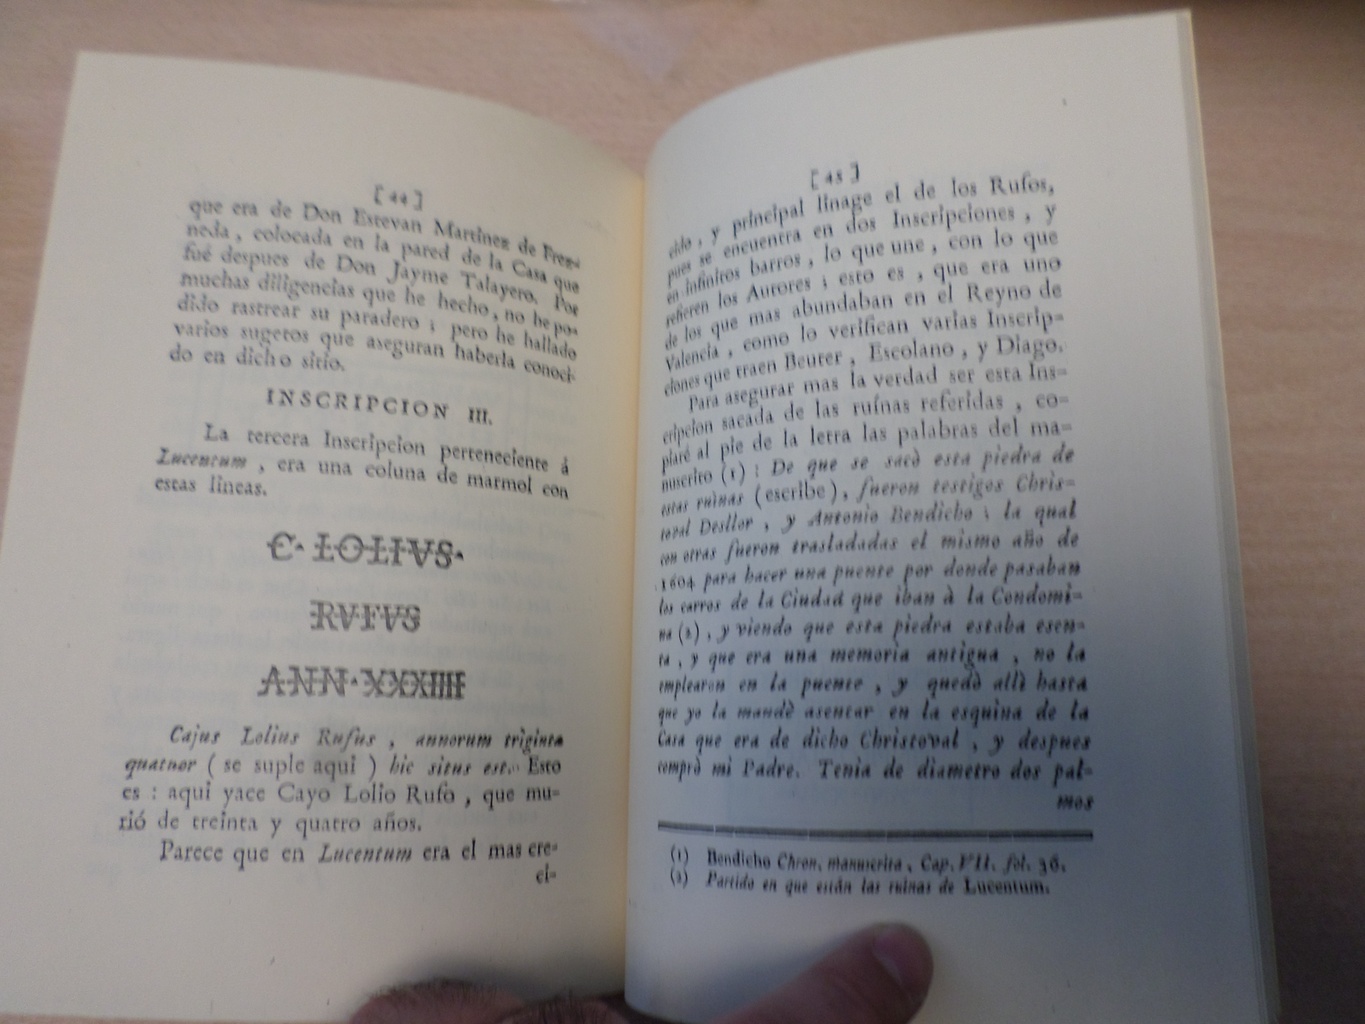 [ 44 ]
que era de Don Estevan Martinez de Fren-
neda, colocada en la pared de la Casa que
fué despues de Don Jayme Talayero. Por
muchas diligencias que he hecho, no he po-
dido rastrear su paradero; pero he hallado
varios sugetos que aseguran haberla conoci-
do en dicho sitio.
INSCRIPCION III.
La tercera Inscripcion perteneciente á
Lucentum, era una coluna de marmol con
estas lineas.
C· LOLIVS·
RVFVS
ANN·XXXIIII
Cajus Lolius Rufus, annorum triginta
quatuor (se suple aqui) hic situs est. Esto
es: aqui yace Cayo Lolio Rufo, que mu-
rió de treinta y quatro años.
Parece que en Lucentum era el mas cre-
ci-
[ 45 ]
cido, y principal linage el de los Rufos,
pues se encuentra en dos Inscripciones, y
en infinitos barros, lo que une, con lo que
refieren los Autores; esto es, que era uno
de los que mas abundaban en el Reyno de
Valencia, como lo verifican varias Inscrip-
ciones que traen Beuter, Escolano, y Diago.
Para asegurar mas la verdad ser esta Ins-
cripcion sacada de las ruínas referidas, co-
piaré al pie de la letra las palabras del ma-
nuscrito (1): De que se sacò esta piedra de
estas ruìnas (escribe), fueron testigos Chris-
toval Desllor, y Antonio Bendicho; la qual
con otras fueron trasladadas el mismo año de
1604 para hacer una puente por donde pasaban
los carros de la Ciudad que iban à la Condomi-
na (2), y viendo que esta piedra estaba esen-
ta, y que era una memoria antigua, no la
emplearon en la puente, y quedò allì hasta
que yo la mandè asentar en la esquina de la
Casa que era de dicho Christoval, y despues
comprò mi Padre. Tenia de diametro dos pal-
mos
(1) Bendicho Chron. manuscrita, Cap. VII. fol. 36.
(2) Partido en que están las ruinas de Lucentum.